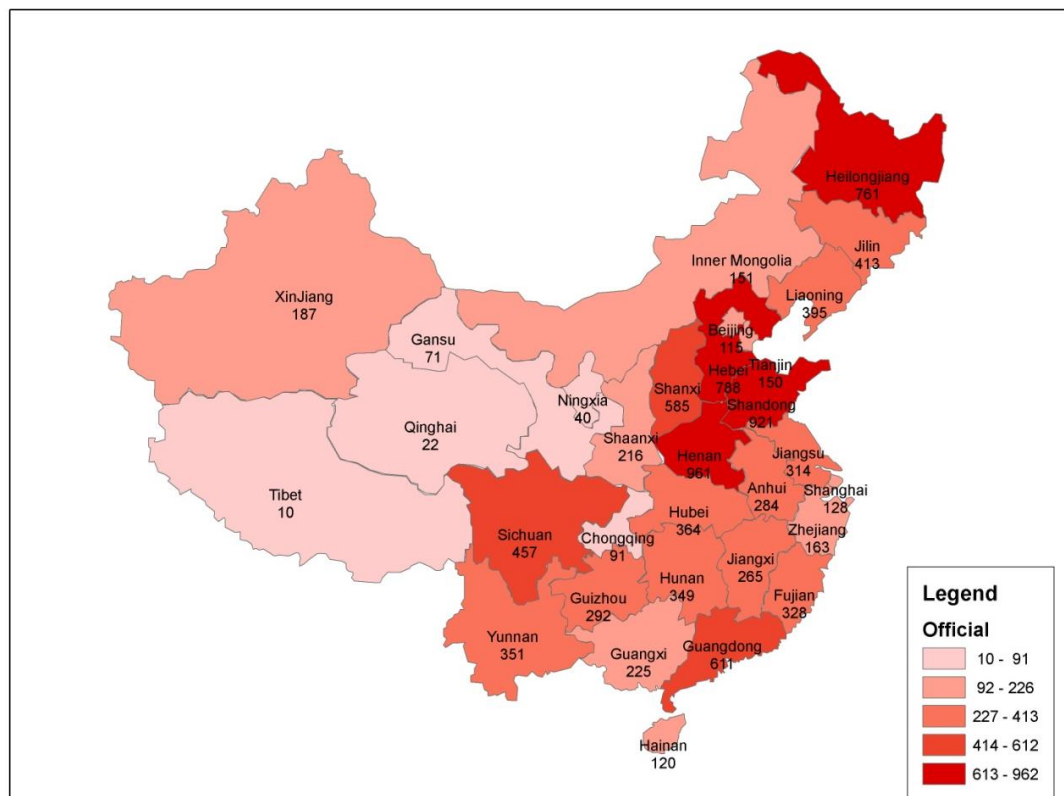 Heilongjiang
761
Jilin
413
Inner Mongolia
151
Liaoning
395
XinJiang
187
Beijing
115
Gansu
71
Tianjin
150
Hebei
788
Shanxi
585
Ningxia
40
Shandong
921
Qinghai
22
Shaanxi
216
Henan
961
Jiangsu
314
Anhui
284
Shanghai
128
Tibet
10
Hubei
364
Zhejiang
163
Sichuan
457
Chongqing
91
Jiangxi
265
Hunan
349
Guizhou
292
Fujian
328
Yunnan
351
Guangxi
225
Guangdong
611
Hainan
120
Legend
Official
10 - 91
92 - 226
227 - 413
414 - 612
613 - 962